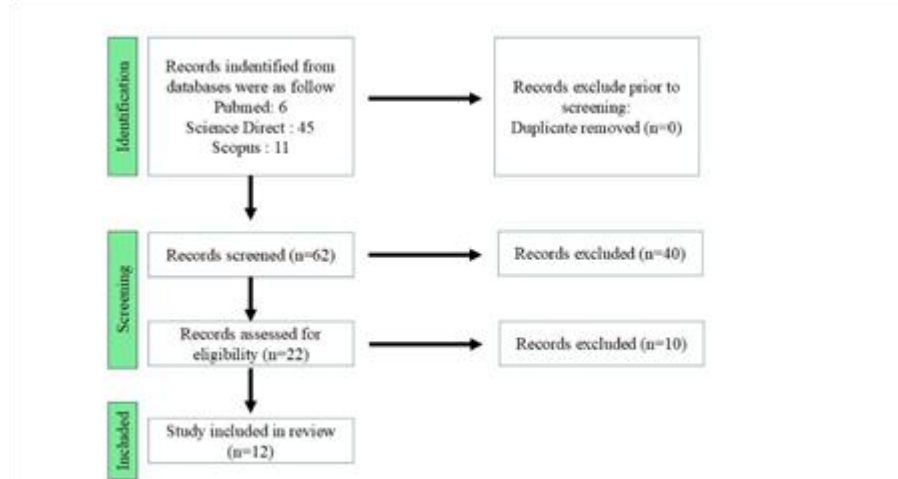 Identification
Records indentified from
databases were as follow
Pubmed: 6
Science Direct : 45
Scopus : 11
Records exclude prior to
screening:
Duplicate removed (n=0)
Screening
Records screened (n=62)
Records excluded (n=40)
Records assessed for
eligibility (n=22)
Records excluded (n=10)
Included
Study included in review
(n=12)